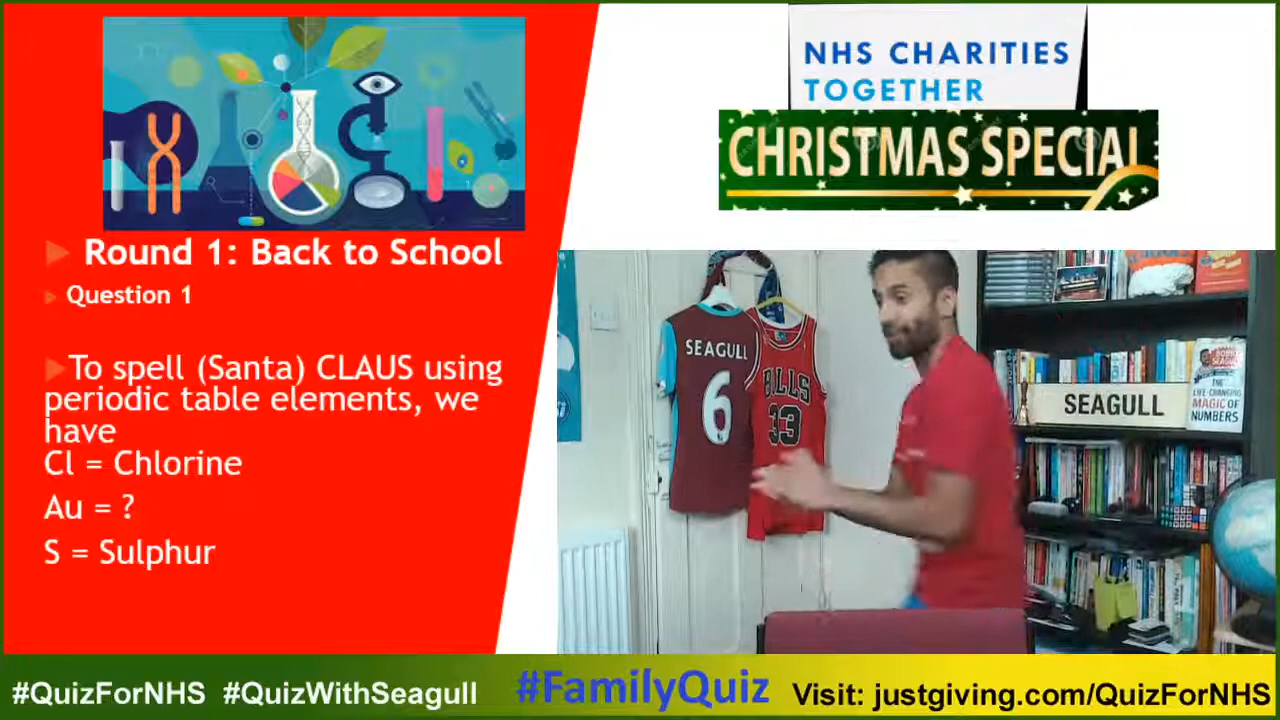 NHS CHARITIES
TOGETHER
CHRISTMAS SPECIAL
Round 1: Back to School
Question 1
To spell (Santa) CLAUS using
periodic table elements, we
have
Cl = Chlorine
Au = ?
S = Sulphur
SEAGULL
6
BULLS
33
SEAGULL
THE
LIFE-CHANGING
MAGIC OF
NUMBERS
#QuizForNHS #QuizWithSeagull #FamilyQuiz Visit: justgiving.com/QuizForNHS